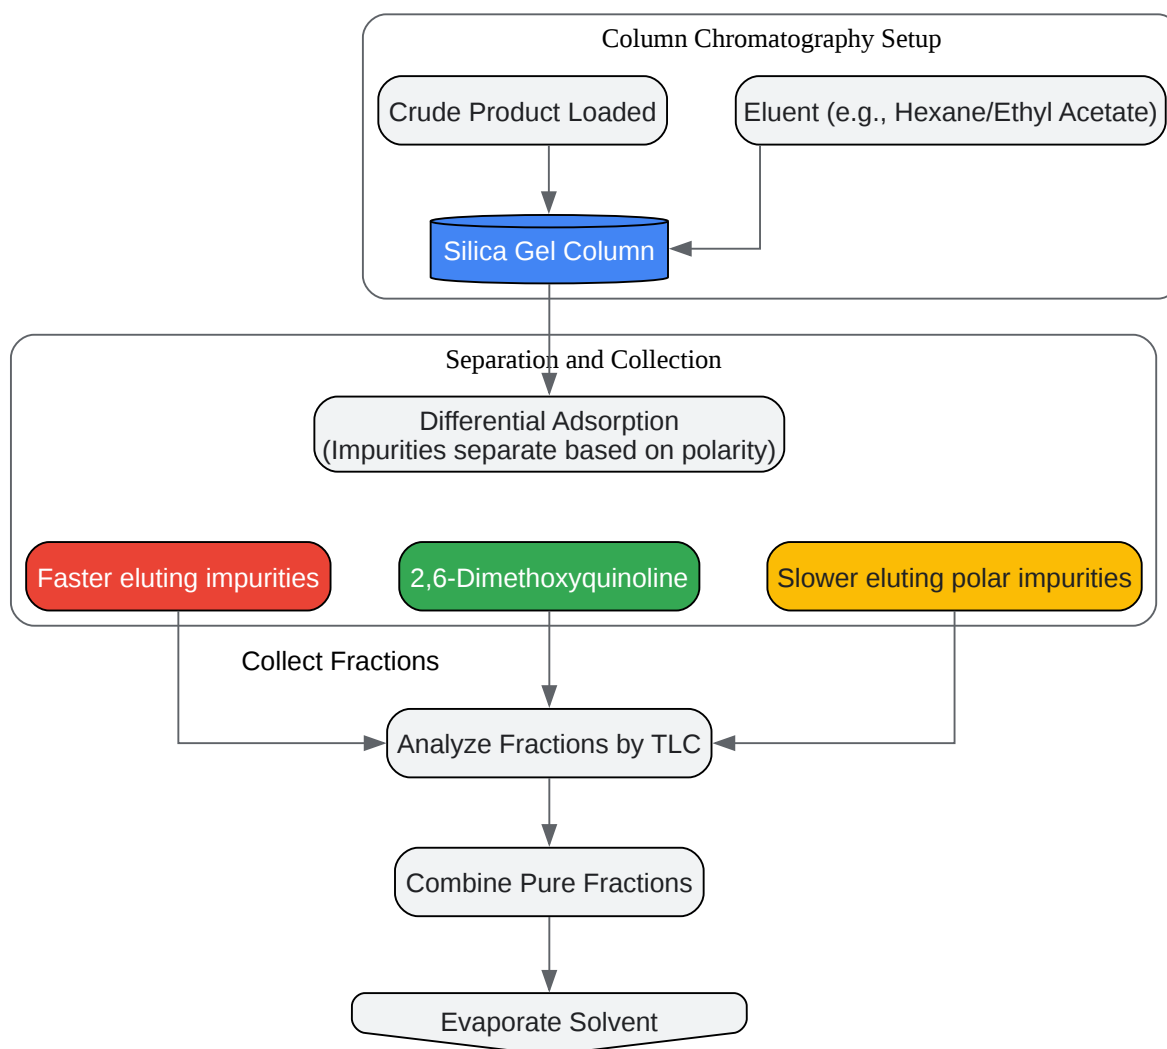 Column Chromatography Setup
Crude Product Loaded
Eluent (e.g., Hexane/Ethyl Acetate)
Silica Gel Column
Separation and Collection
Differential Adsorption
(Impurities separate based on polarity)
Faster eluting impurities
2,6-Dimethoxyquinoline
Slower eluting polar impurities
Collect Fractions
Analyze Fractions by TLC
Combine Pure Fractions
Evaporate Solvent